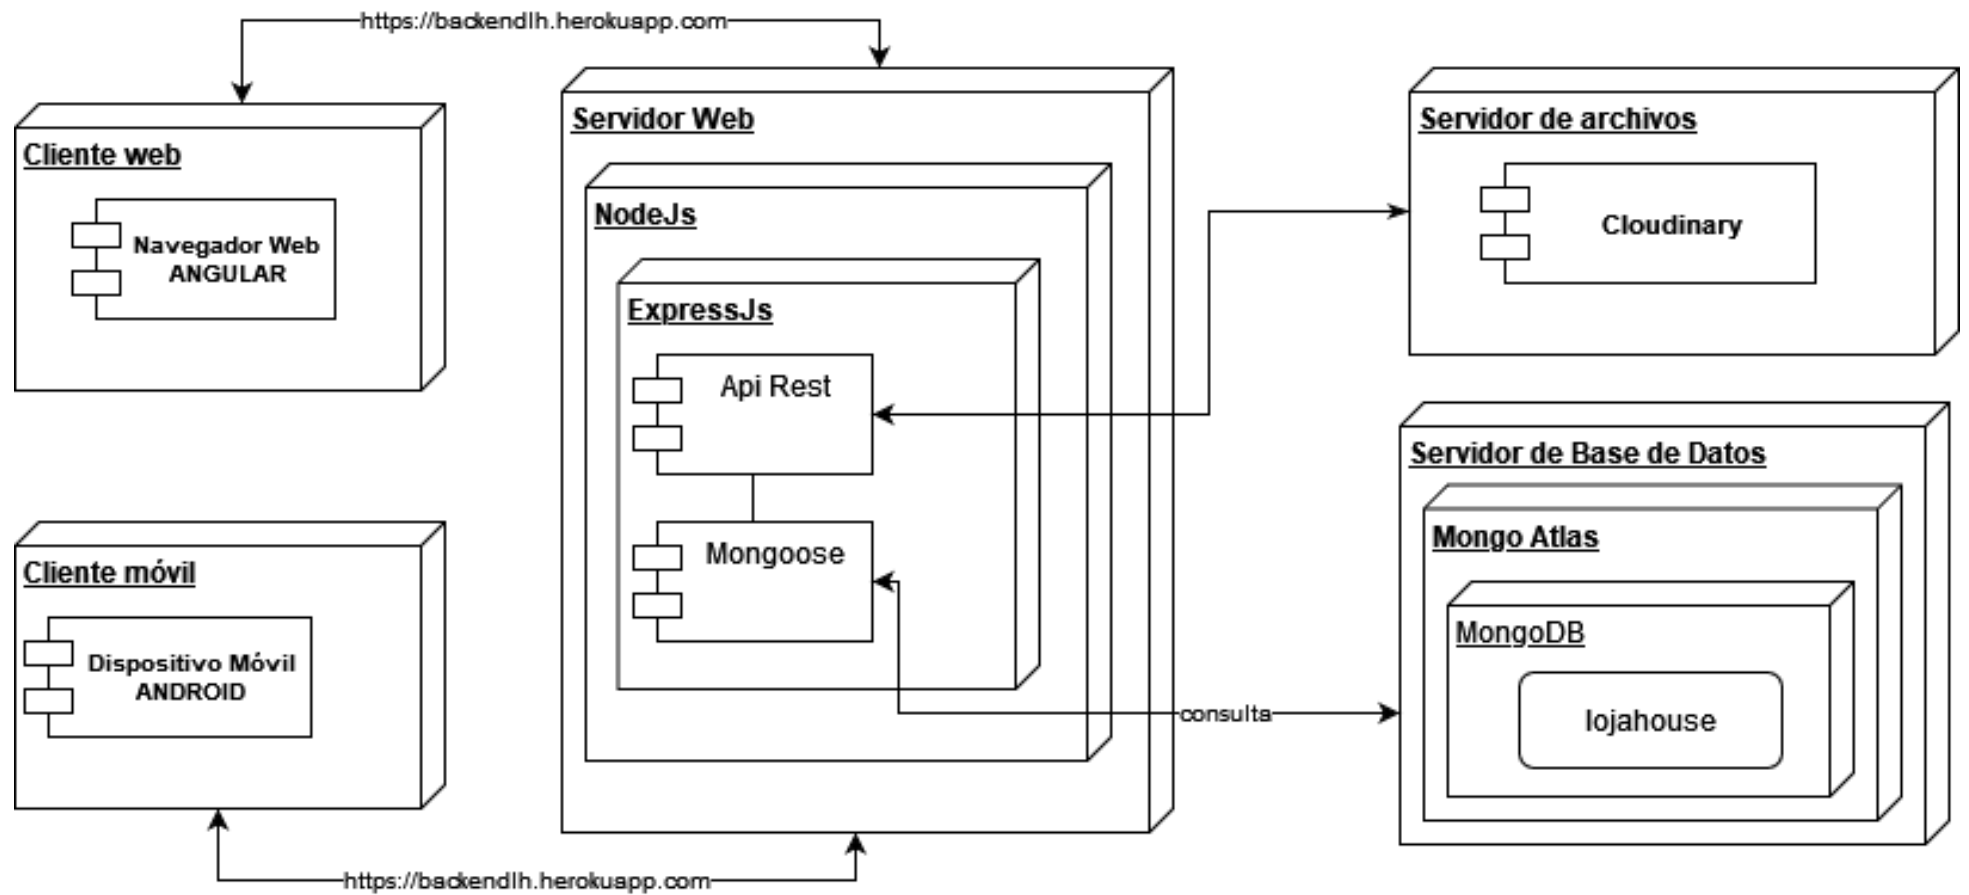 https://backendlh.herokuapp.com
Cliente web
Navegador Web
ANGULAR
Cliente móvil
Dispositivo Móvil
ANDROID
https://backendlh.herokuapp.com
Servidor Web
NodeJs
ExpressJs
Api Rest
Mongoose
consulta
Servidor de archivos
Cloudinary
Servidor de Base de Datos
Mongo Atlas
MongoDB
lojahouse